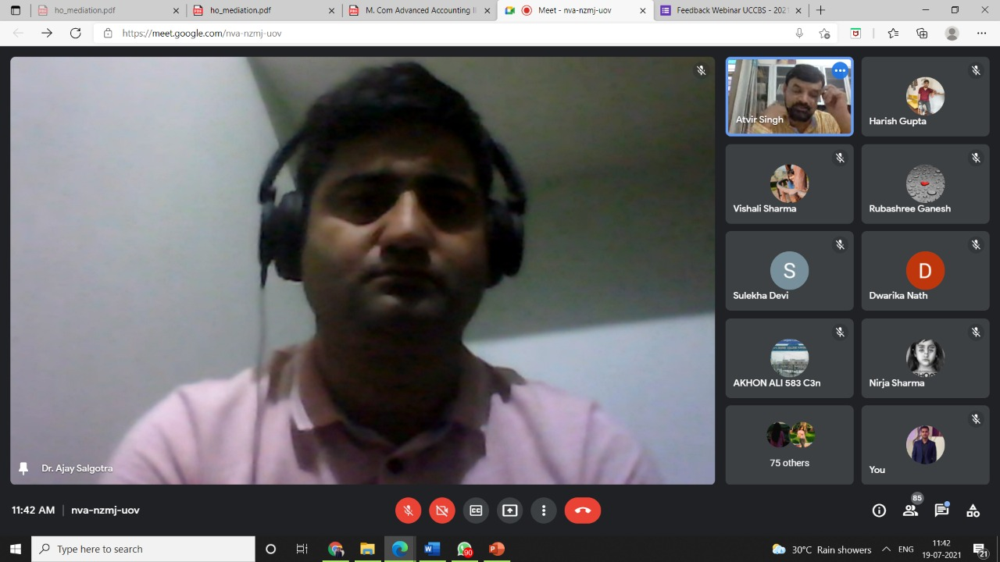 ho_mediation.pdf
ho_mediation.pdf
M. Com Advanced Accounting II
Meet - nva-nzmj-uov
Feedback Webinar UCCBS - 2021
https://meet.google.com/nva-nzmj-uov
Atvir Singh
Harish Gupta
Vishali Sharma
Rubashree Ganesh
S
D
Sulekha Devi
Dwarika Nath
AKHON ALI 583 C3n
Nirja Sharma
75 others
You
Dr. Ajay Salgotra
11:42 AM | nva-nzmj-uov
CC
85
Type here to search
90
30°C Rain showers
ENG
11:42
19-07-2021
21